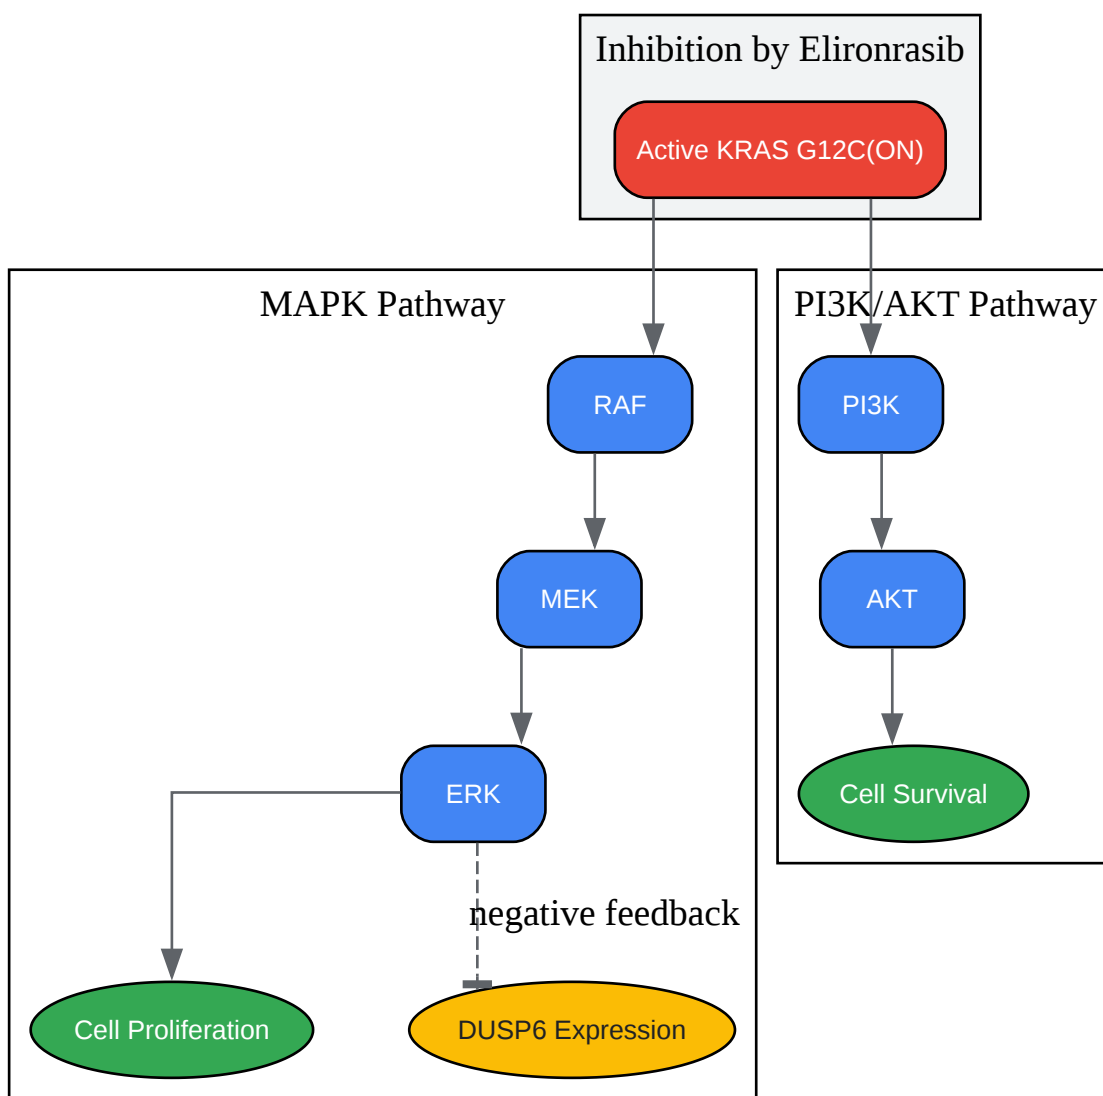 Inhibition by Elironrasib
Active KRAS G12C(ON)
MAPK Pathway
PI3K/AKT Pathway
RAF
PI3K
MEK
AKT
ERK
Cell Survival
negative feedback
Cell Proliferation
DUSP6 Expression